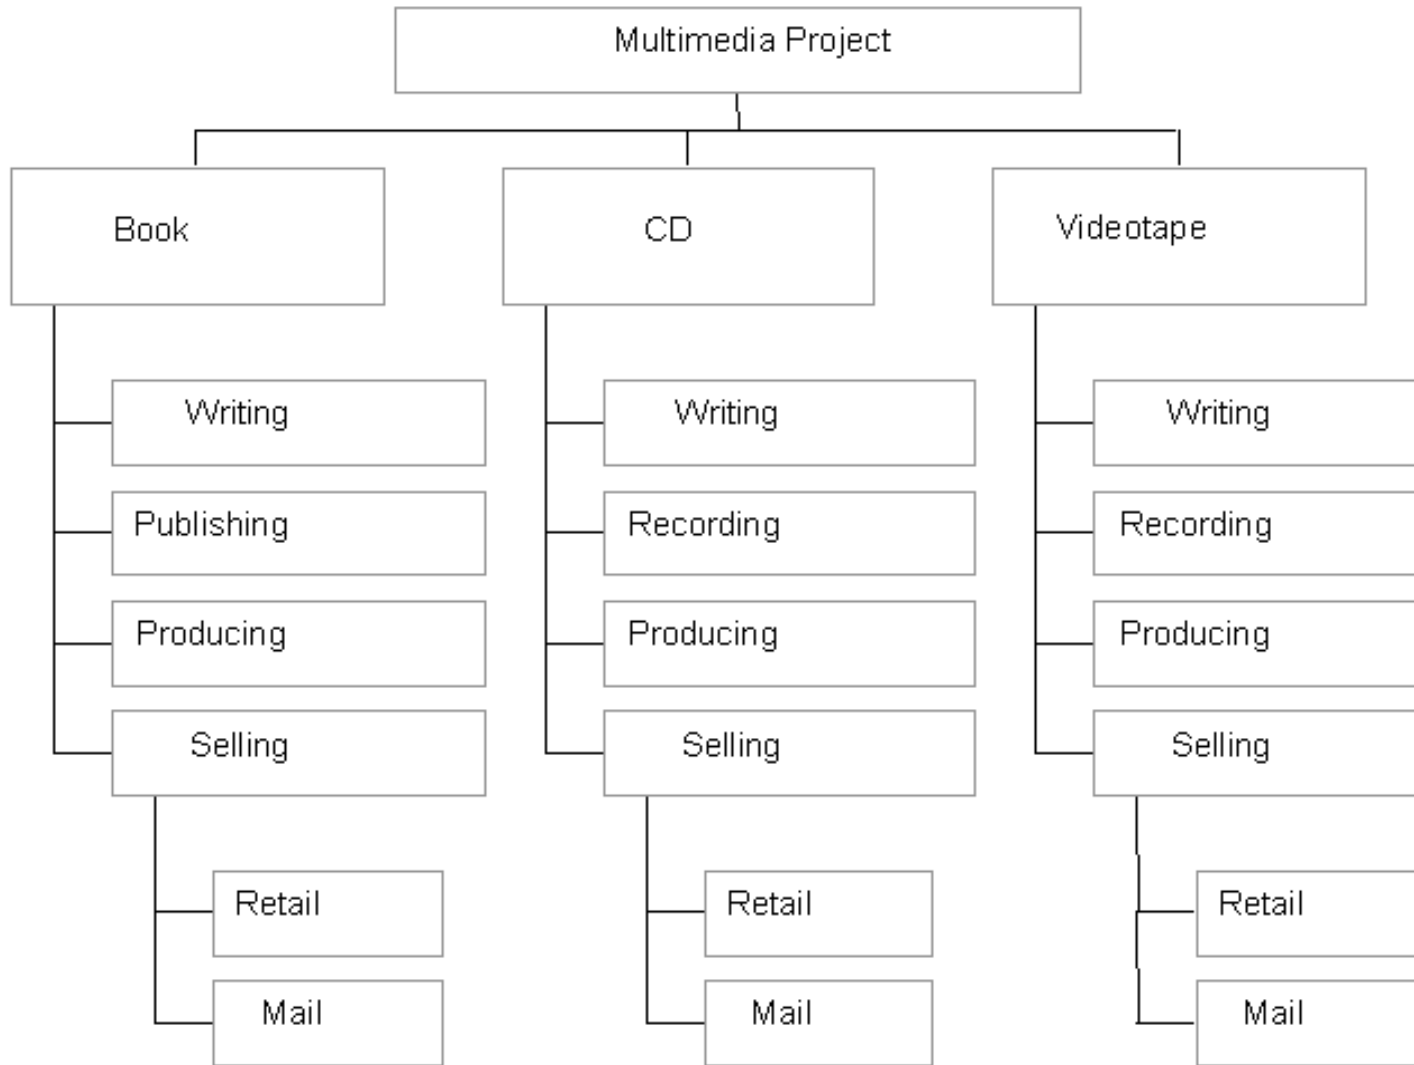 Multimedia Project
Book
CD
Videotape
Writing
Writing
Writing
Publishing
Recording
Recording
Producing
Producing
Producing
Selling
Selling
Selling
Retail
Retail
Retail
Mail
Mail
Mail